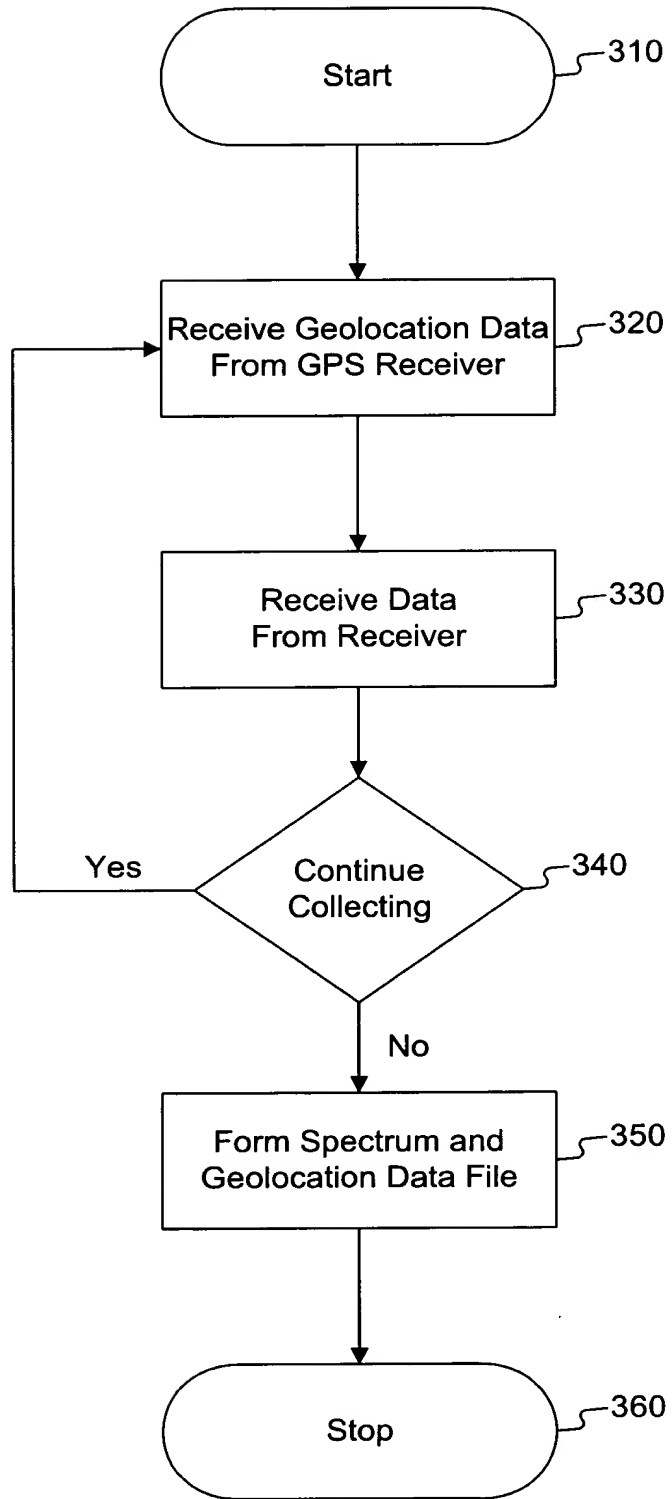 Start
310
Receive Geolocation Data
From GPS Receiver
320
Receive Data
From Receiver
330
Yes
Continue
Collecting
340
No
Form Spectrum and
Geolocation Data File
350
Stop
360